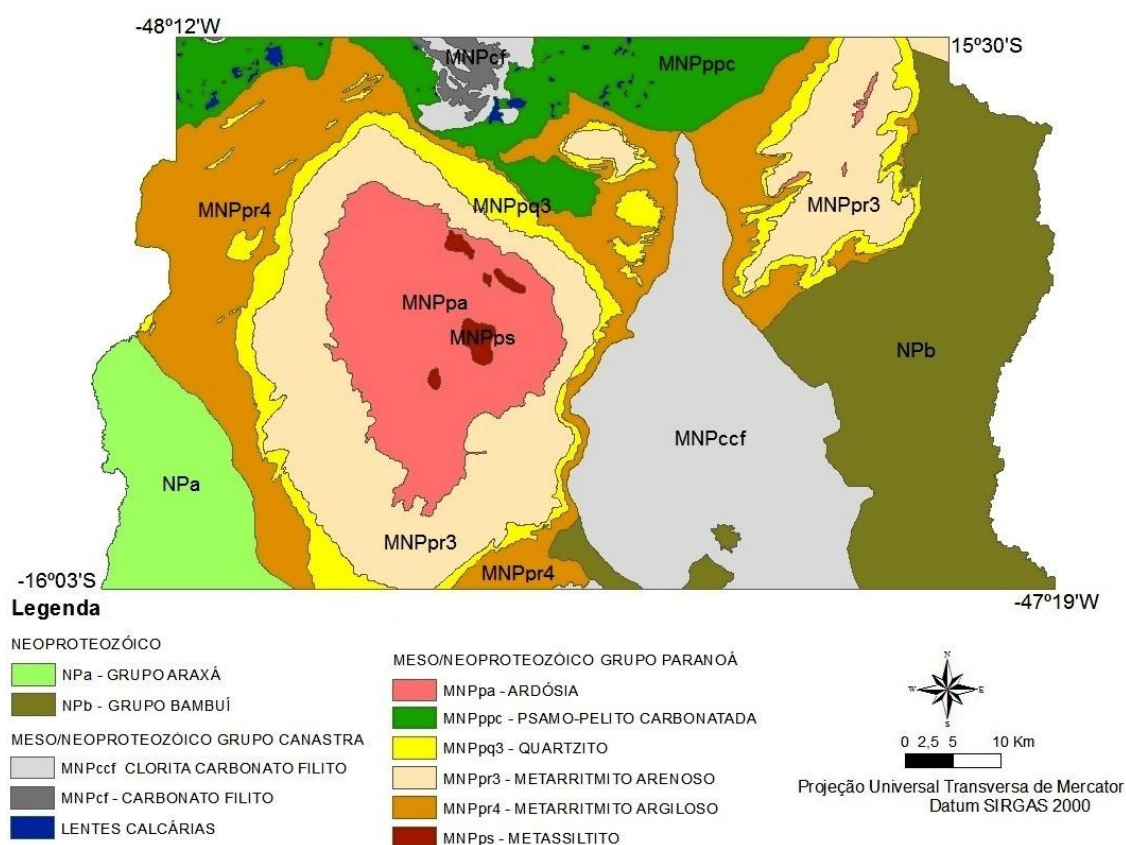 -48º12'W
15º30'S
MNPcf
MNPppc
MNPpr4
MNPpq3
MNPpr3
MNPpa
MNPps
NPb
MNPccf
NPa
MNPpr3
MNPpr4
-16º03'S
-47º19'W
Legenda
NEOPROTEOZÓICO
NPa - GRUPO ARAXÁ
NPb - GRUPO BAMBUÍ
MESO/NEOPROTEOZÓICO GRUPO CANASTRA
MNPccf CLORITA CARBONATO FILITO
MNPcf - CARBONATO FILITO
LENTES CALCÁRIAS
MESO/NEOPROTEOZÓICO GRUPO PARANOÁ
MNPpa - ARDÓSIA
MNPppc - PSAMO-PELITO CARBONATADA
MNPpq3 - QUARTZITO
MNPpr3 - METARRITMITO ARENOSO
MNPpr4 - METARRITMITO ARGILOSO
MNPps - METASSILTITO
N
W E
S
0 2,5 5 10 Km
Projeção Universal Transversa de Mercator
Datum SIRGAS 2000